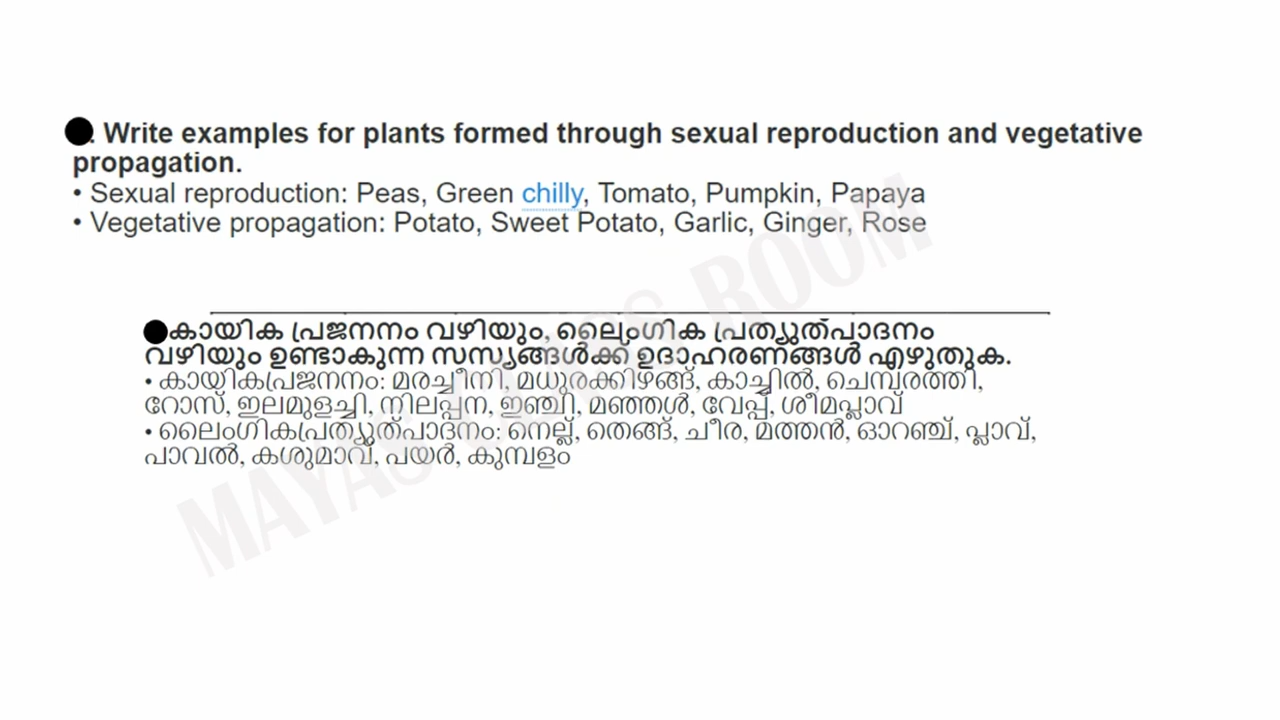 . Write examples for plants formed through sexual reproduction and vegetative
propagation.
• Sexual reproduction: Peas, Green chilly, Tomato, Pumpkin, Papaya
• Vegetative propagation: Potato, Sweet Potato, Garlic, Ginger, Rose
കായിക പ്രജനനം വഴിയും, ലൈംഗിക പ്രത്യുത്പാദനം
വഴിയും ഉണ്ടാകുന്ന സസ്യങ്ങൾക്ക് ഉദാഹരണങ്ങൾ എഴുതുക.
• കായികപ്രജനനം: മരച്ചീനി, മധുരക്കിഴങ്ങ്, കാച്ചിൽ, ചെമ്പരത്തി,
റോസ്, ഇലമുളച്ചി, നിലപ്പന, ഇഞ്ചി, മഞ്ഞൾ, വേപ്പ്, ശീമപ്ലാവ്
• ലൈംഗികപ്രത്യുത്പാദനം: നെല്ല്, തെങ്ങ്, ചീര, മത്തൻ, ഓറഞ്ച്, പ്ലാവ്,
പാവൽ, കശുമാവ്, പയർ, കുമ്പളം
MAYAS CLASS ROOM